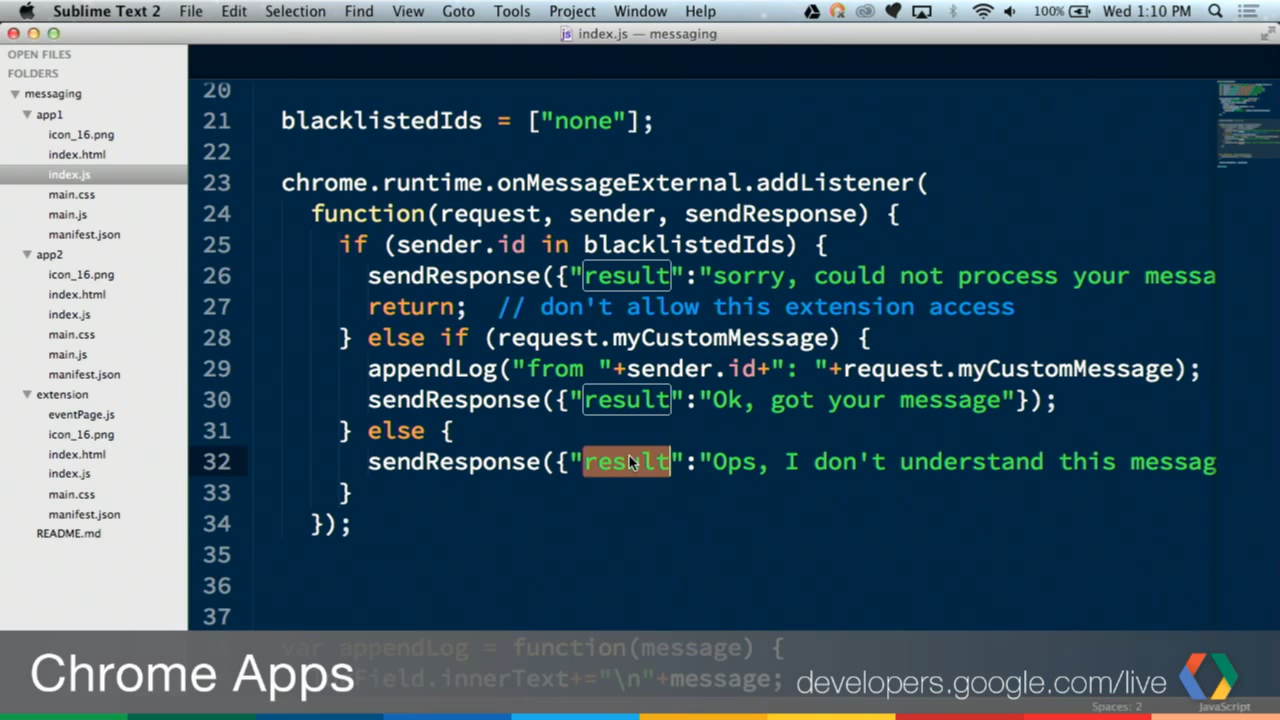 Sublime Text 2 File Edit Selection Find View Goto Tools Project Window Help 100% Wed 1:10 PM
index.js — messaging
OPEN FILES
FOLDERS
messaging
app1
icon_16.png
index.html
index.js
main.css
main.js
manifest.json
app2
icon_16.png
index.html
index.js
main.css
main.js
manifest.json
extension
eventPage.js
icon_16.png
index.html
index.js
main.css
manifest.json
README.md
20
21 blacklistedIds = ["none"];
22
23 chrome.runtime.onMessageExternal.addListener(
24 function(request, sender, sendResponse) {
25 if (sender.id in blacklistedIds) {
26 sendResponse({"result":"sorry, could not process your messa
27 return; // don't allow this extension access
28 } else if (request.myCustomMessage) {
29 appendLog("from "+sender.id+": "+request.myCustomMessage);
30 sendResponse({"result":"Ok, got your message"});
31 } else {
32 sendResponse({"result":"Ops, I don't understand this messag
33 }
34 });
35
36
37
var appendLog = function(message) {
Field.innerText+="\n"+message;
Chrome Apps
developers.google.com/live
JavaScript
Spaces: 2